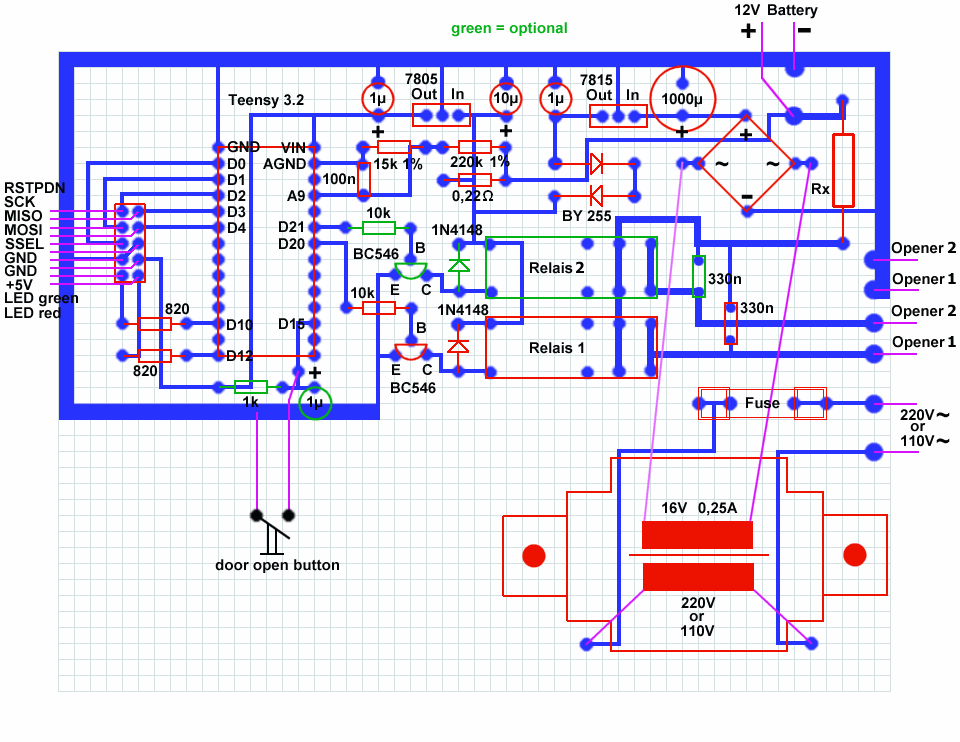 12V Battery
+ −
green = optional
7805
Out In
7815
Out In
Teensy 3.2
1µ
+
10µ
+
1µ
1000µ
+
GND VIN
D0 AGND
D1
D2 A9
D3
D4 D21
D20
D10 D15
D12
15k 1%
220k 1%
100n
0,22Ω
BY 255
+
~ ~
−
Rx
RSTPDN
SCK
MISO
MOSI
SSEL
GND
GND
+5V
LED green
LED red
10k
BC546
B
E C
1N4148
Relais 2
330n
10k
B
E C
BC546
1N4148
Relais 1
330n
Opener 2
Opener 1
Opener 2
Opener 1
820
820
1k
+
1µ
Fuse
220V~
or
110V~
16V 0,25A
220V
or
110V
door open button